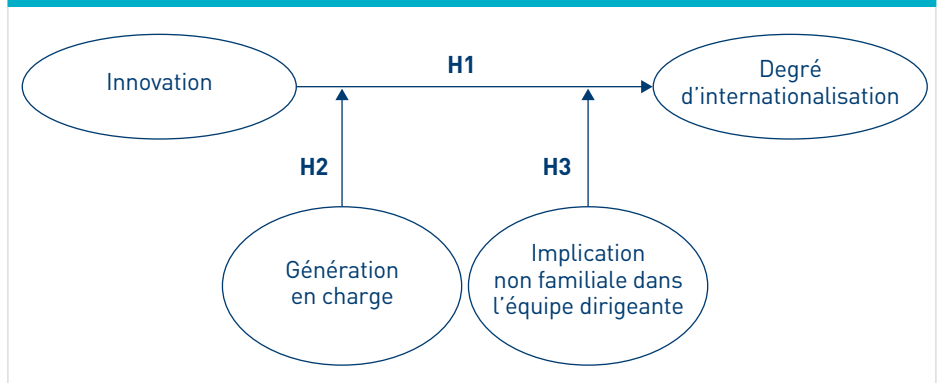 H1
Innovation
Degré
d'internationalisation
H2
H3
Génération
en charge
Implication
non familiale dans
l'équipe dirigeante